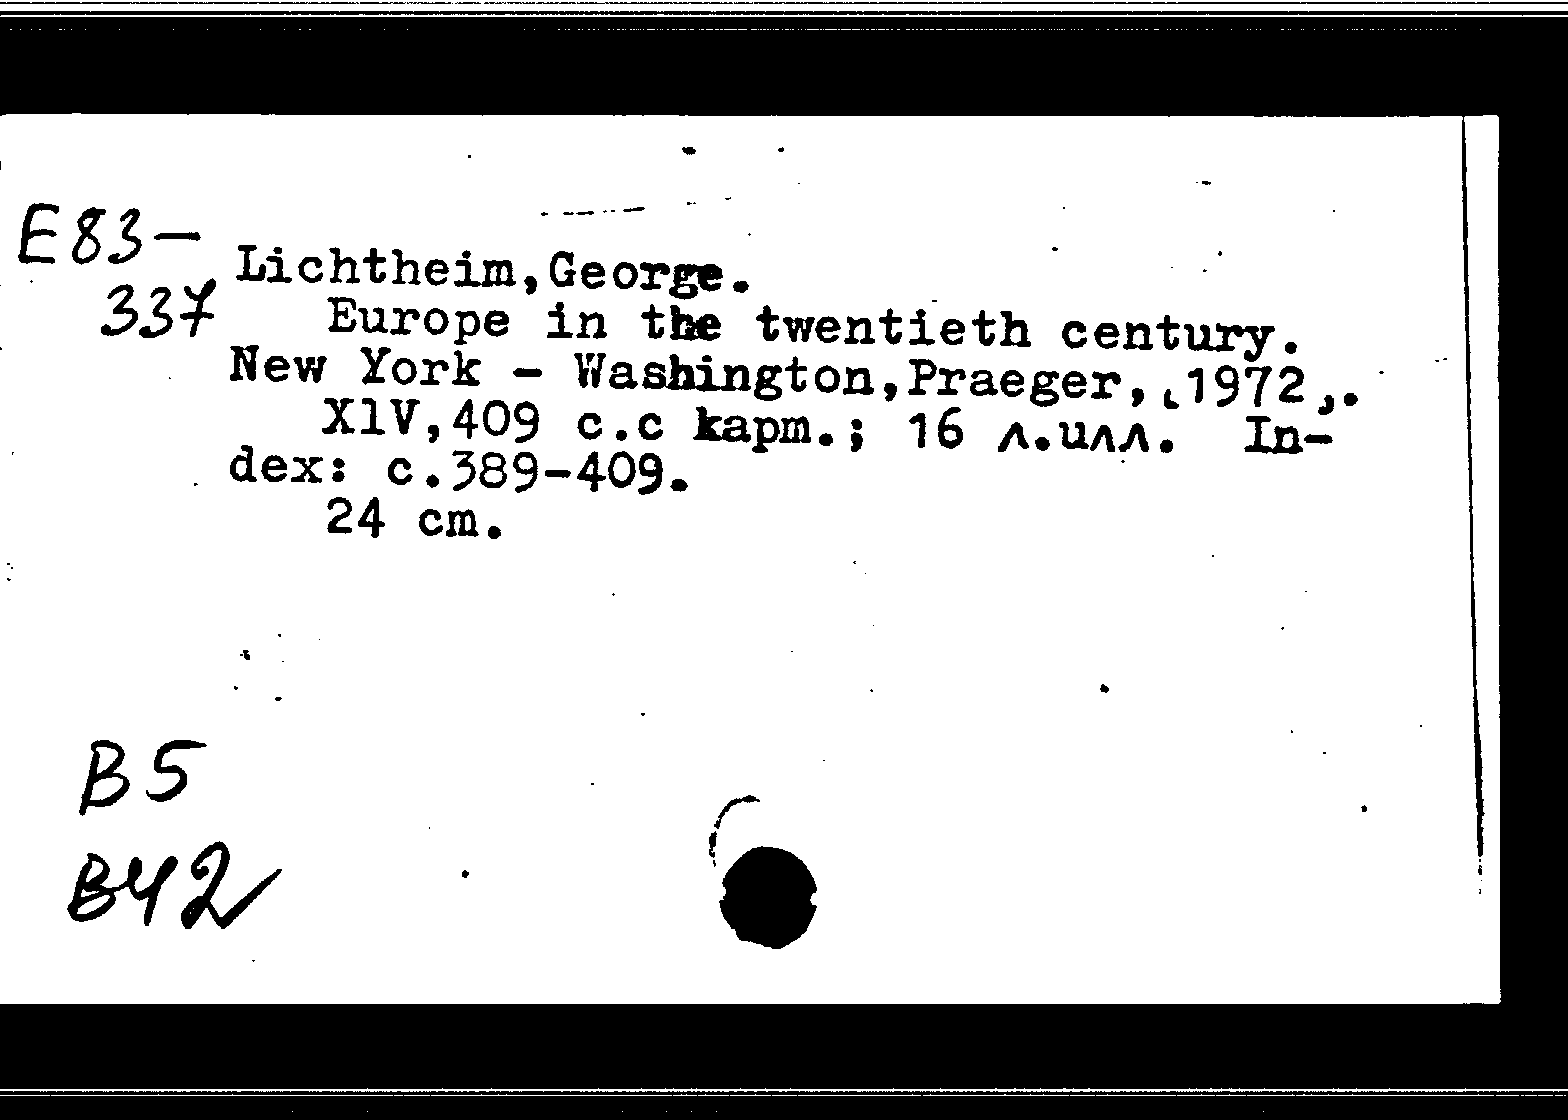 E83-
337
Lichtheim,George.
Europe in the twentieth century.
New York - Washington,Praeger,[1972].
XlV,409 c.c kapm.; 16 л.илл. In-
dex: c.389-409.
24 cm.
B5
B42